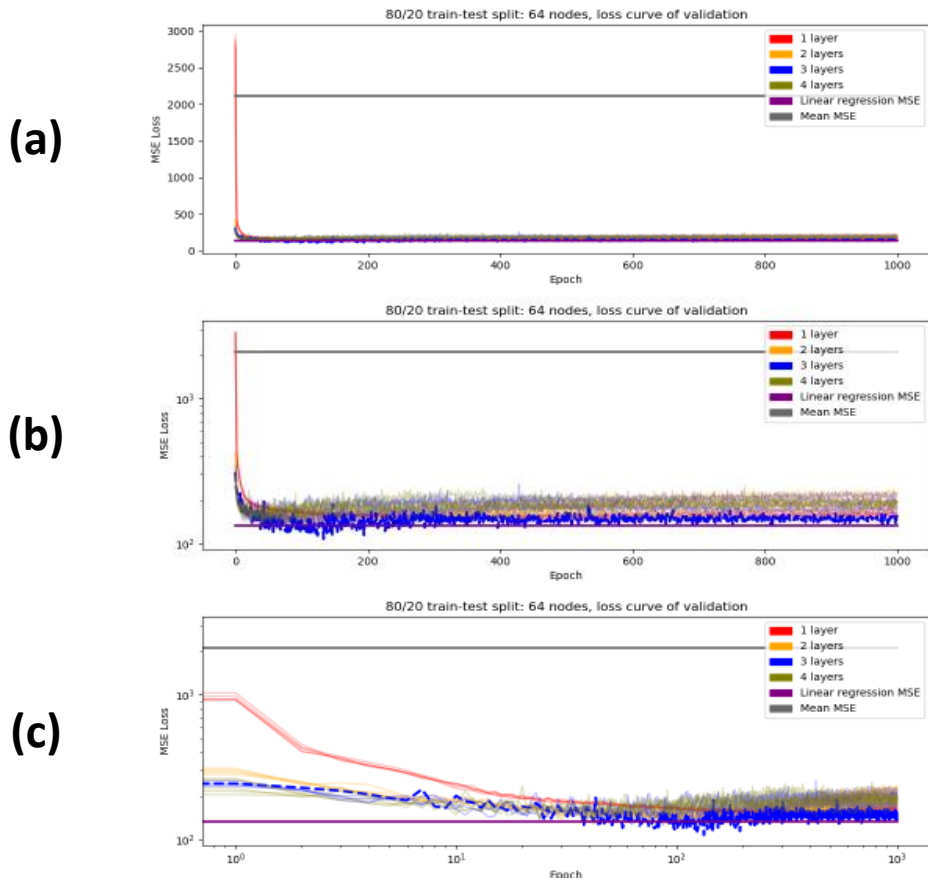 (a)
80/20 train-test split: 64 nodes, loss curve of validation
MSE Loss
3000
2500
2000
1500
1000
500
0
0 200 400 600 800 1000
Epoch
1 layer
2 layers
3 layers
4 layers
Linear regression MSE
Mean MSE
(b)
80/20 train-test split: 64 nodes, loss curve of validation
MSE Loss
10³
10²
0 200 400 600 800 1000
Epoch
1 layer
2 layers
3 layers
4 layers
Linear regression MSE
Mean MSE
(c)
80/20 train-test split: 64 nodes, loss curve of validation
MSE Loss
10³
10²
10⁰ 10¹ 10² 10³
Epoch
1 layer
2 layers
3 layers
4 layers
Linear regression MSE
Mean MSE